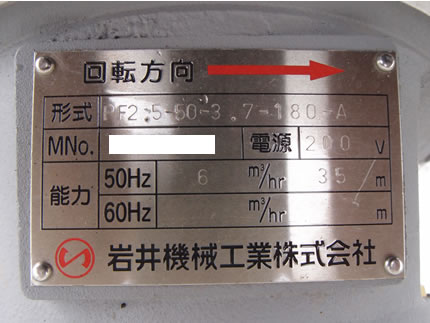 回転方向
形式 PF2.5-50-3.7-180-A
MNo. 電源 200 V
能力 50Hz 6 m³/hr 35 m
60Hz m³/hr m
岩井機械工業株式会社